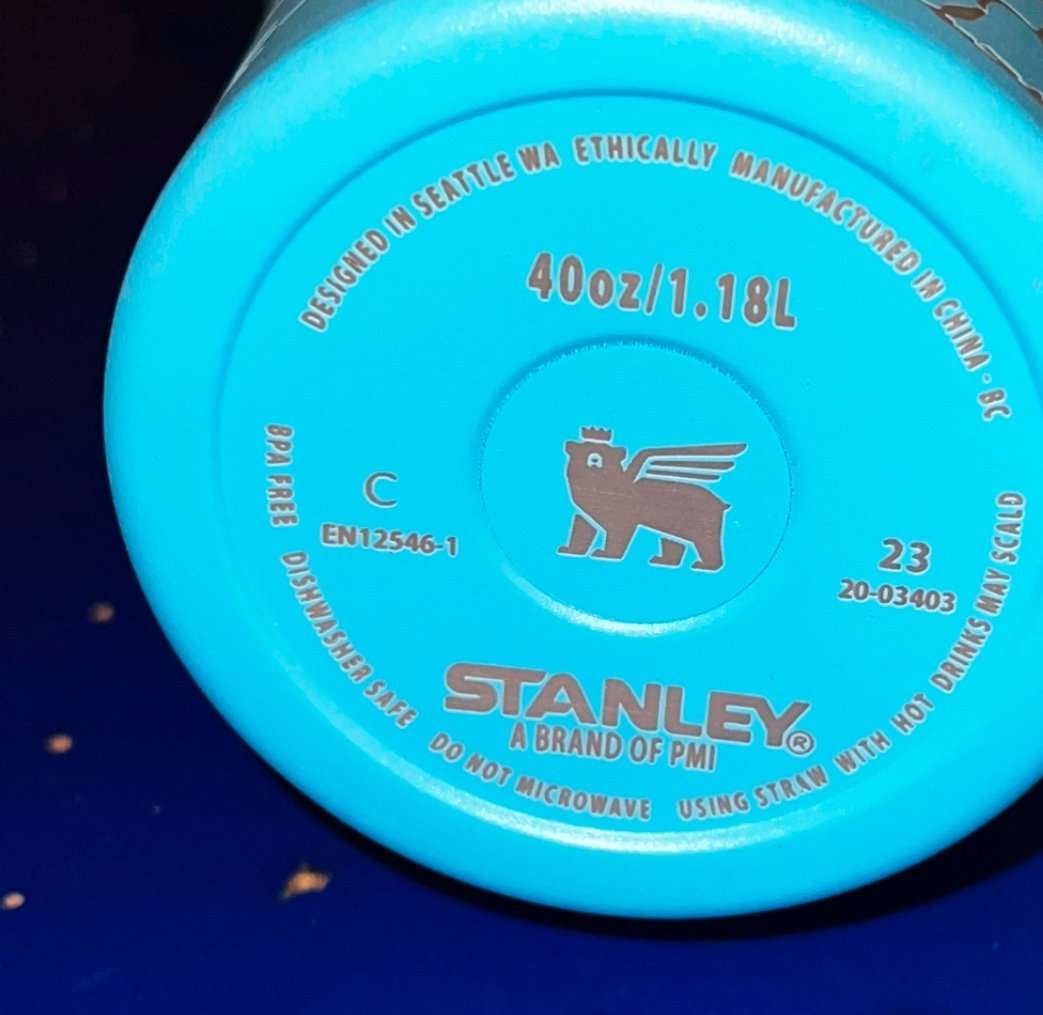 DESIGNED IN SEATTLE WA ETHICALLY MANUFACTURED IN CHINA · BC
40oz/1.18L
C
EN12546-1
23
20-03403
STANLEY®
A BRAND OF PMI
BPA FREE DISHWASHER SAFE DO NOT MICROWAVE USING STRAW WITH HOT DRINKS MAY SCALD